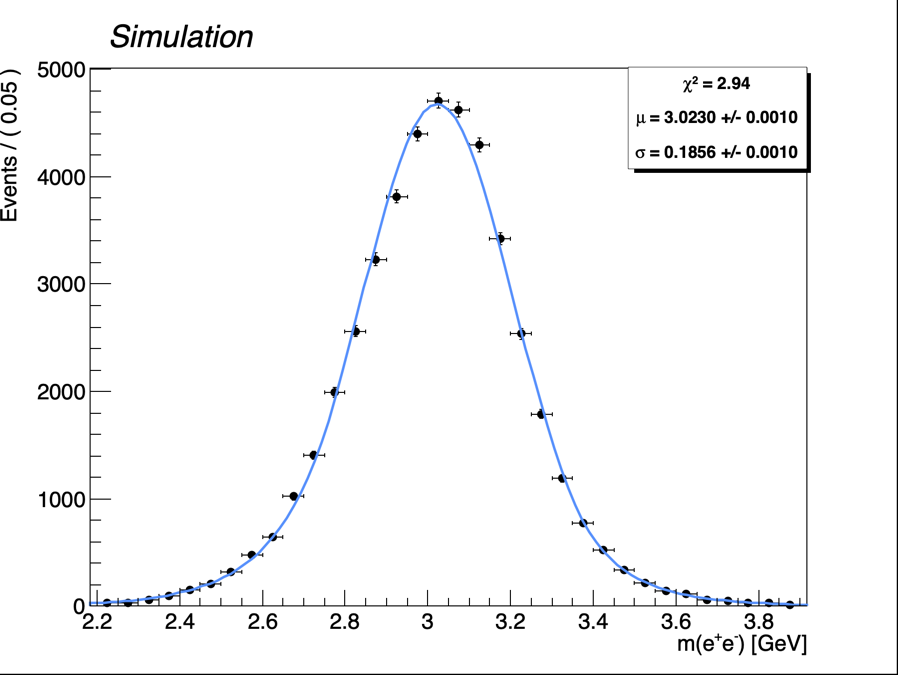 Simulation
Events / ( 0.05 )
5000
4000
3000
2000
1000
0
χ² = 2.94
μ = 3.0230 +/- 0.0010
σ = 0.1856 +/- 0.0010
2.2 2.4 2.6 2.8 3 3.2 3.4 3.6 3.8
m(e⁺e⁻) [GeV]